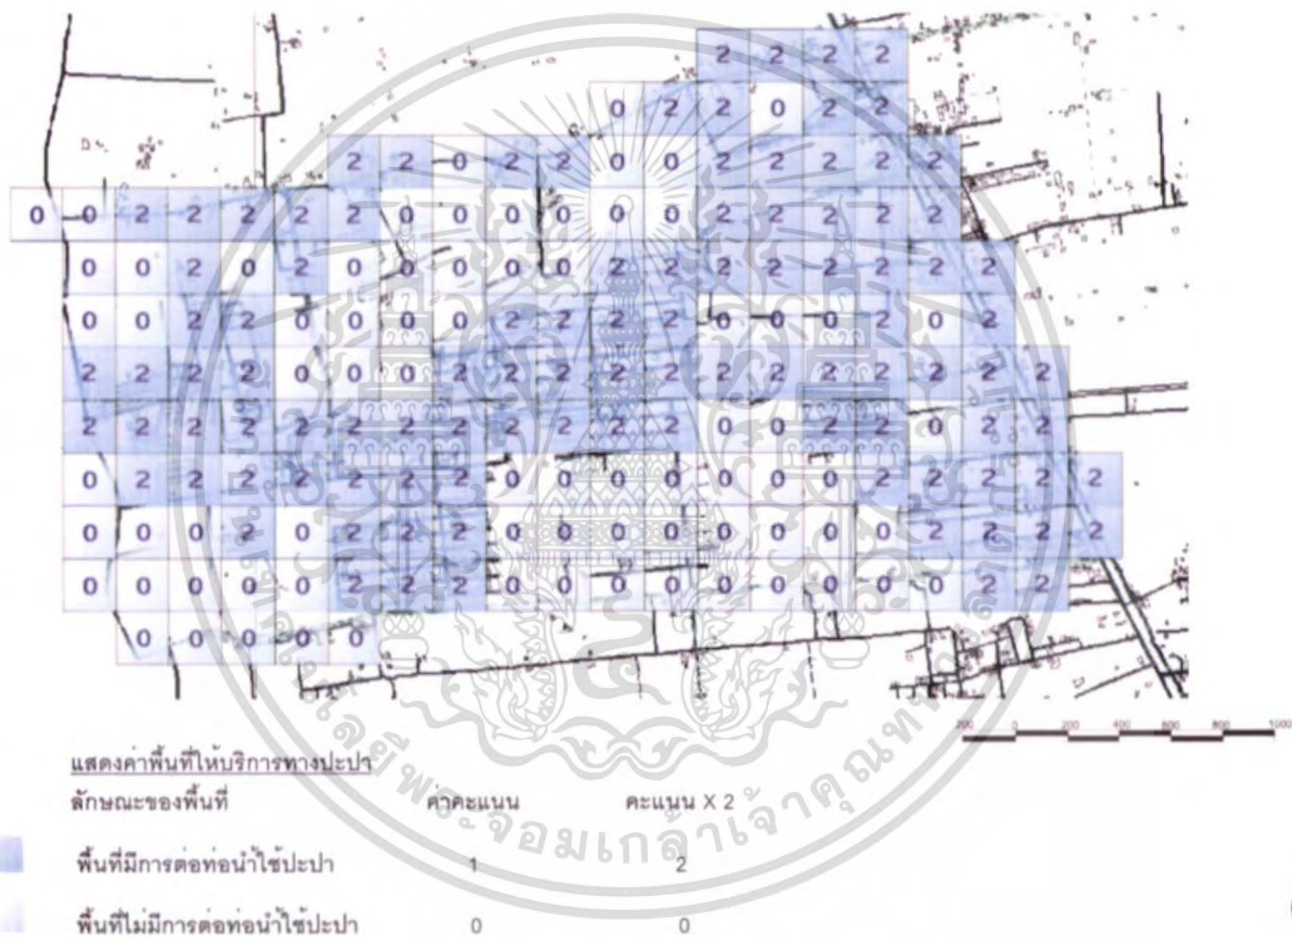 2 2 2 2
0 2 2 0 2 2
2 2 0 2 2 0 0 2 2 2 2 2
0 0 2 2 2 2 2 0 0 0 0 0 0 2 2 2 2 2
0 0 2 0 2 0 0 0 0 0 2 2 2 2 2 2 2 2
0 0 2 2 0 0 0 0 2 2 2 2 0 0 0 2 0 2
2 2 2 2 0 0 0 2 2 2 2 2 2 2 2 2 2 2 2
2 2 2 2 2 2 2 2 2 2 2 2 0 0 2 2 0 2 2
0 2 2 2 2 2 2 2 0 0 0 0 0 0 0 2 2 2 2 2
0 0 0 2 0 2 2 2 0 0 0 0 0 0 0 0 2 2 2 2
0 0 0 0 0 2 2 2 0 0 0 0 0 0 0 0 0 2 2
0 0 0 0 0
200 0 200 400 600 800 1000
แสดงค่าพื้นที่ให้บริการทางปะปา
ลักษณะของพื้นที่ ค่าคะแนน คะแนน X 2
พื้นที่มีการต่อท่อนำใช้ปะปา 1 2
พื้นที่ไม่มีการต่อท่อนำใช้ปะปา 0 0